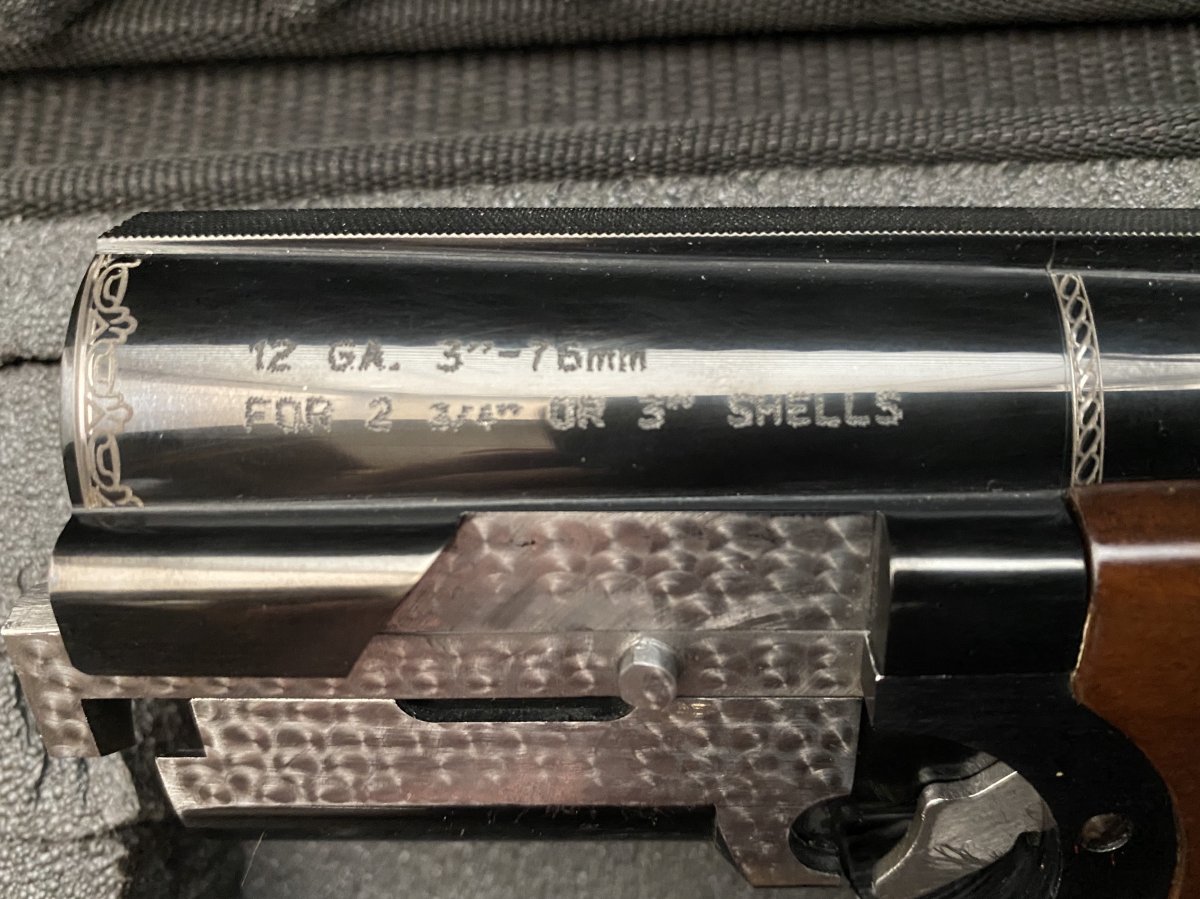 12 GA. 3"-76mm
FOR 2 3/4" OR 3" SHELLS